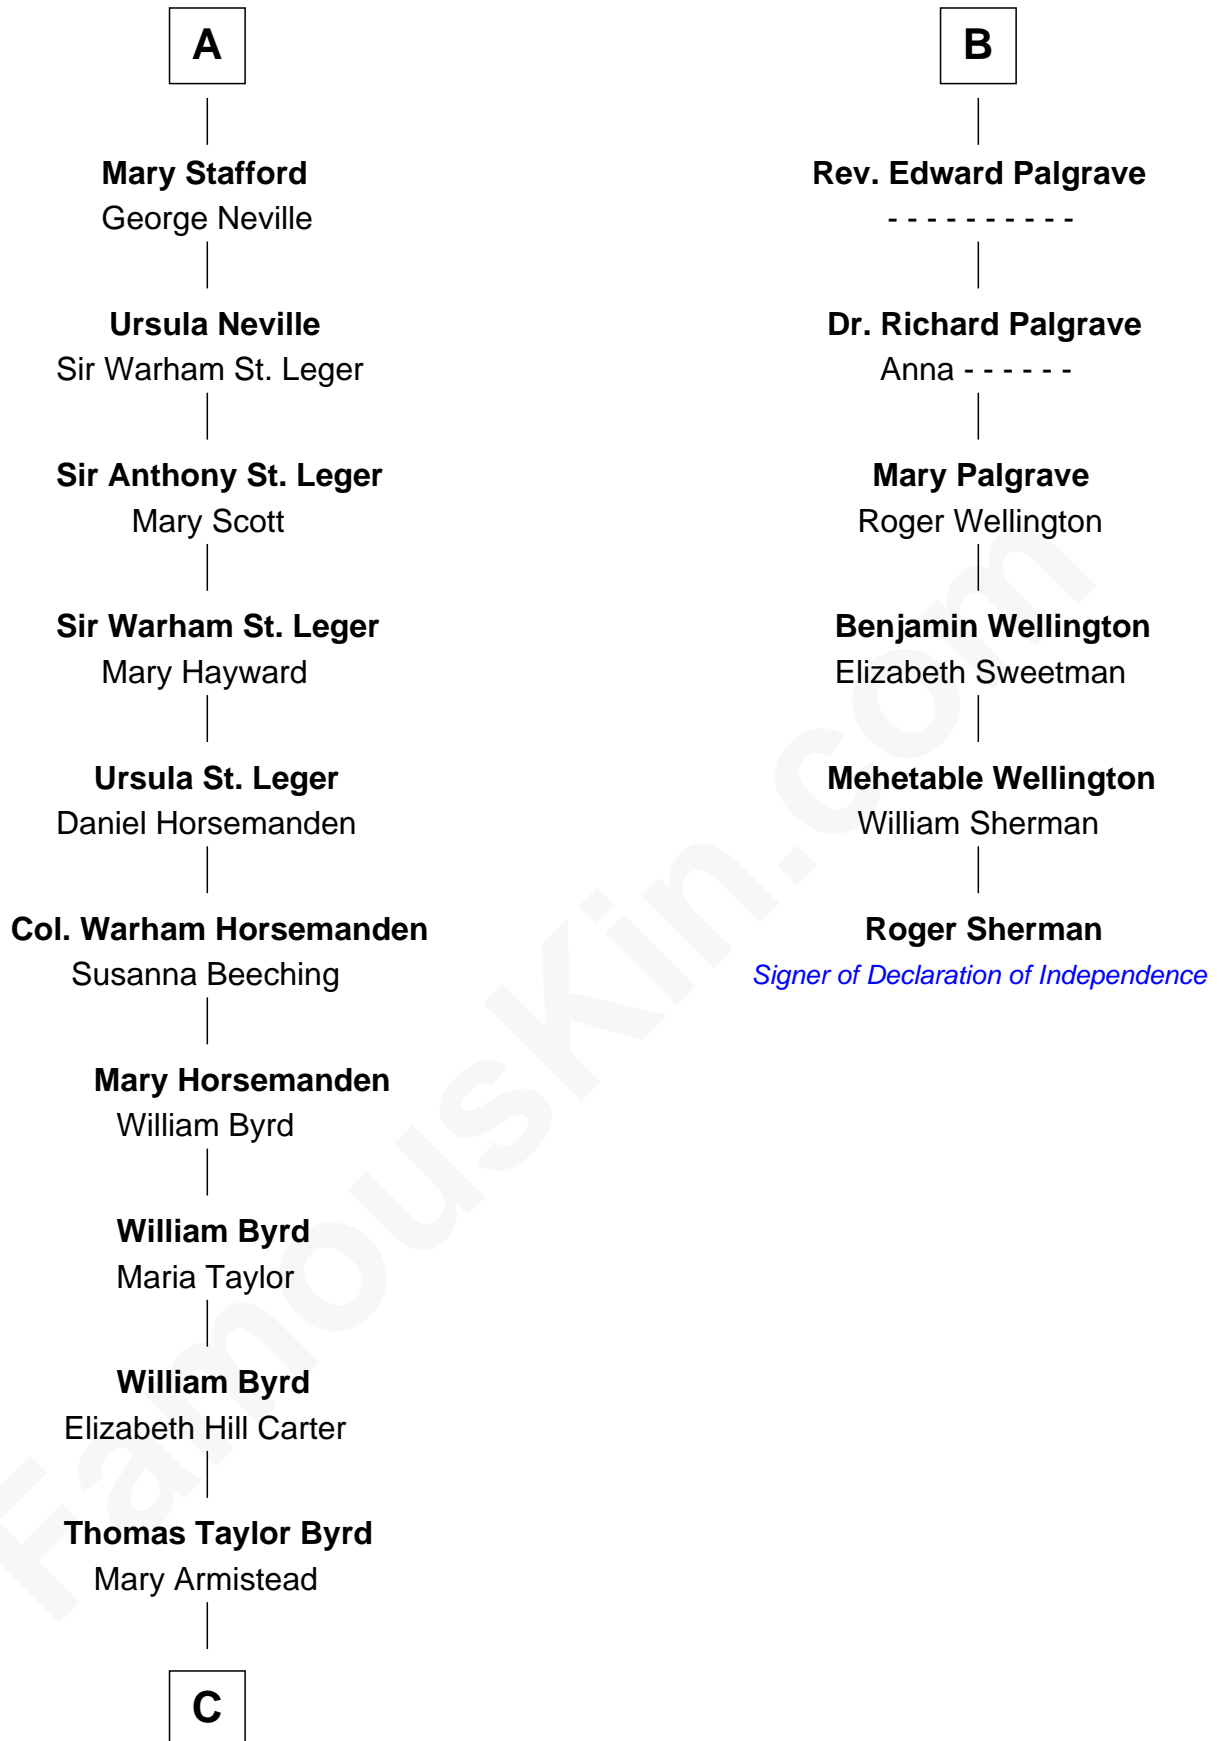 A
Mary Stafford
George Neville
Ursula Neville
Sir Warham St. Leger
Sir Anthony St. Leger
Mary Scott
Sir Warham St. Leger
Mary Hayward
Ursula St. Leger
Daniel Horsemanden
Col. Warham Horsemanden
Susanna Beeching
Mary Horsemanden
William Byrd
William Byrd
Maria Taylor
William Byrd
Elizabeth Hill Carter
Thomas Taylor Byrd
Mary Armistead
C
B
Rev. Edward Palgrave
- - - - - - - - - -
Dr. Richard Palgrave
Anna - - - - - -
Mary Palgrave
Roger Wellington
Benjamin Wellington
Elizabeth Sweetman
Mehetable Wellington
William Sherman
Roger Sherman
Signer of Declaration of Independence
FamousKin.com